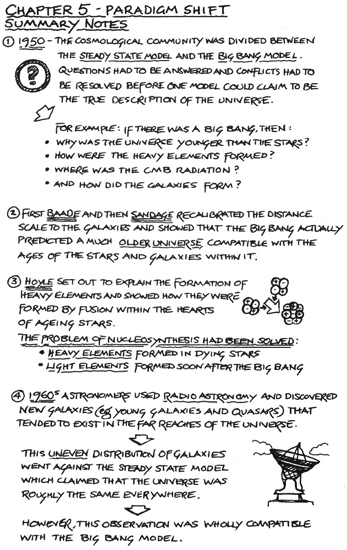 CHAPTER 5 - PARADIGM SHIFT
SUMMARY NOTES
① 1950 - THE COSMOLOGICAL COMMUNITY WAS DIVIDED BETWEEN
THE STEADY STATE MODEL AND THE BIG BANG MODEL.
? QUESTIONS HAD TO BE ANSWERED AND CONFLICTS HAD TO
BE RESOLVED BEFORE ONE MODEL COULD CLAIM TO BE
THE TRUE DESCRIPTION OF THE UNIVERSE.
FOR EXAMPLE: IF THERE WAS A BIG BANG, THEN:
• WHY WAS THE UNIVERSE YOUNGER THAN THE STARS?
• HOW WERE THE HEAVY ELEMENTS FORMED?
• WHERE WAS THE CMB RADIATION?
• AND HOW DID THE GALAXIES FORM?
② FIRST BAADE AND THEN SANDAGE RECALIBRATED THE DISTANCE
SCALE TO THE GALAXIES AND SHOWED THAT THE BIG BANG ACTUALLY
PREDICTED A MUCH OLDER UNIVERSE COMPATIBLE WITH THE
AGES OF THE STARS AND GALAXIES WITHIN IT.
③ HOYLE SET OUT TO EXPLAIN THE FORMATION OF
HEAVY ELEMENTS AND SHOWED HOW THEY WERE
FORMED BY FUSION WITHIN THE HEARTS
OF AGEING STARS.
THE PROBLEM OF NUCLEOSYNTHESIS HAD BEEN SOLVED:
• HEAVY ELEMENTS FORMED IN DYING STARS
• LIGHT ELEMENTS FORMED SOON AFTER THE BIG BANG
④ 1960s ASTRONOMERS USED RADIO ASTRONOMY AND DISCOVERED
NEW GALAXIES (eg YOUNG GALAXIES AND QUASARS) THAT
TENDED TO EXIST IN THE FAR REACHES OF THE UNIVERSE.
THIS UNEVEN DISTRIBUTION OF GALAXIES
WENT AGAINST THE STEADY STATE MODEL
WHICH CLAIMED THAT THE UNIVERSE WAS
ROUGHLY THE SAME EVERYWHERE.
HOWEVER, THIS OBSERVATION WAS WHOLLY COMPATIBLE
WITH THE BIG BANG MODEL.